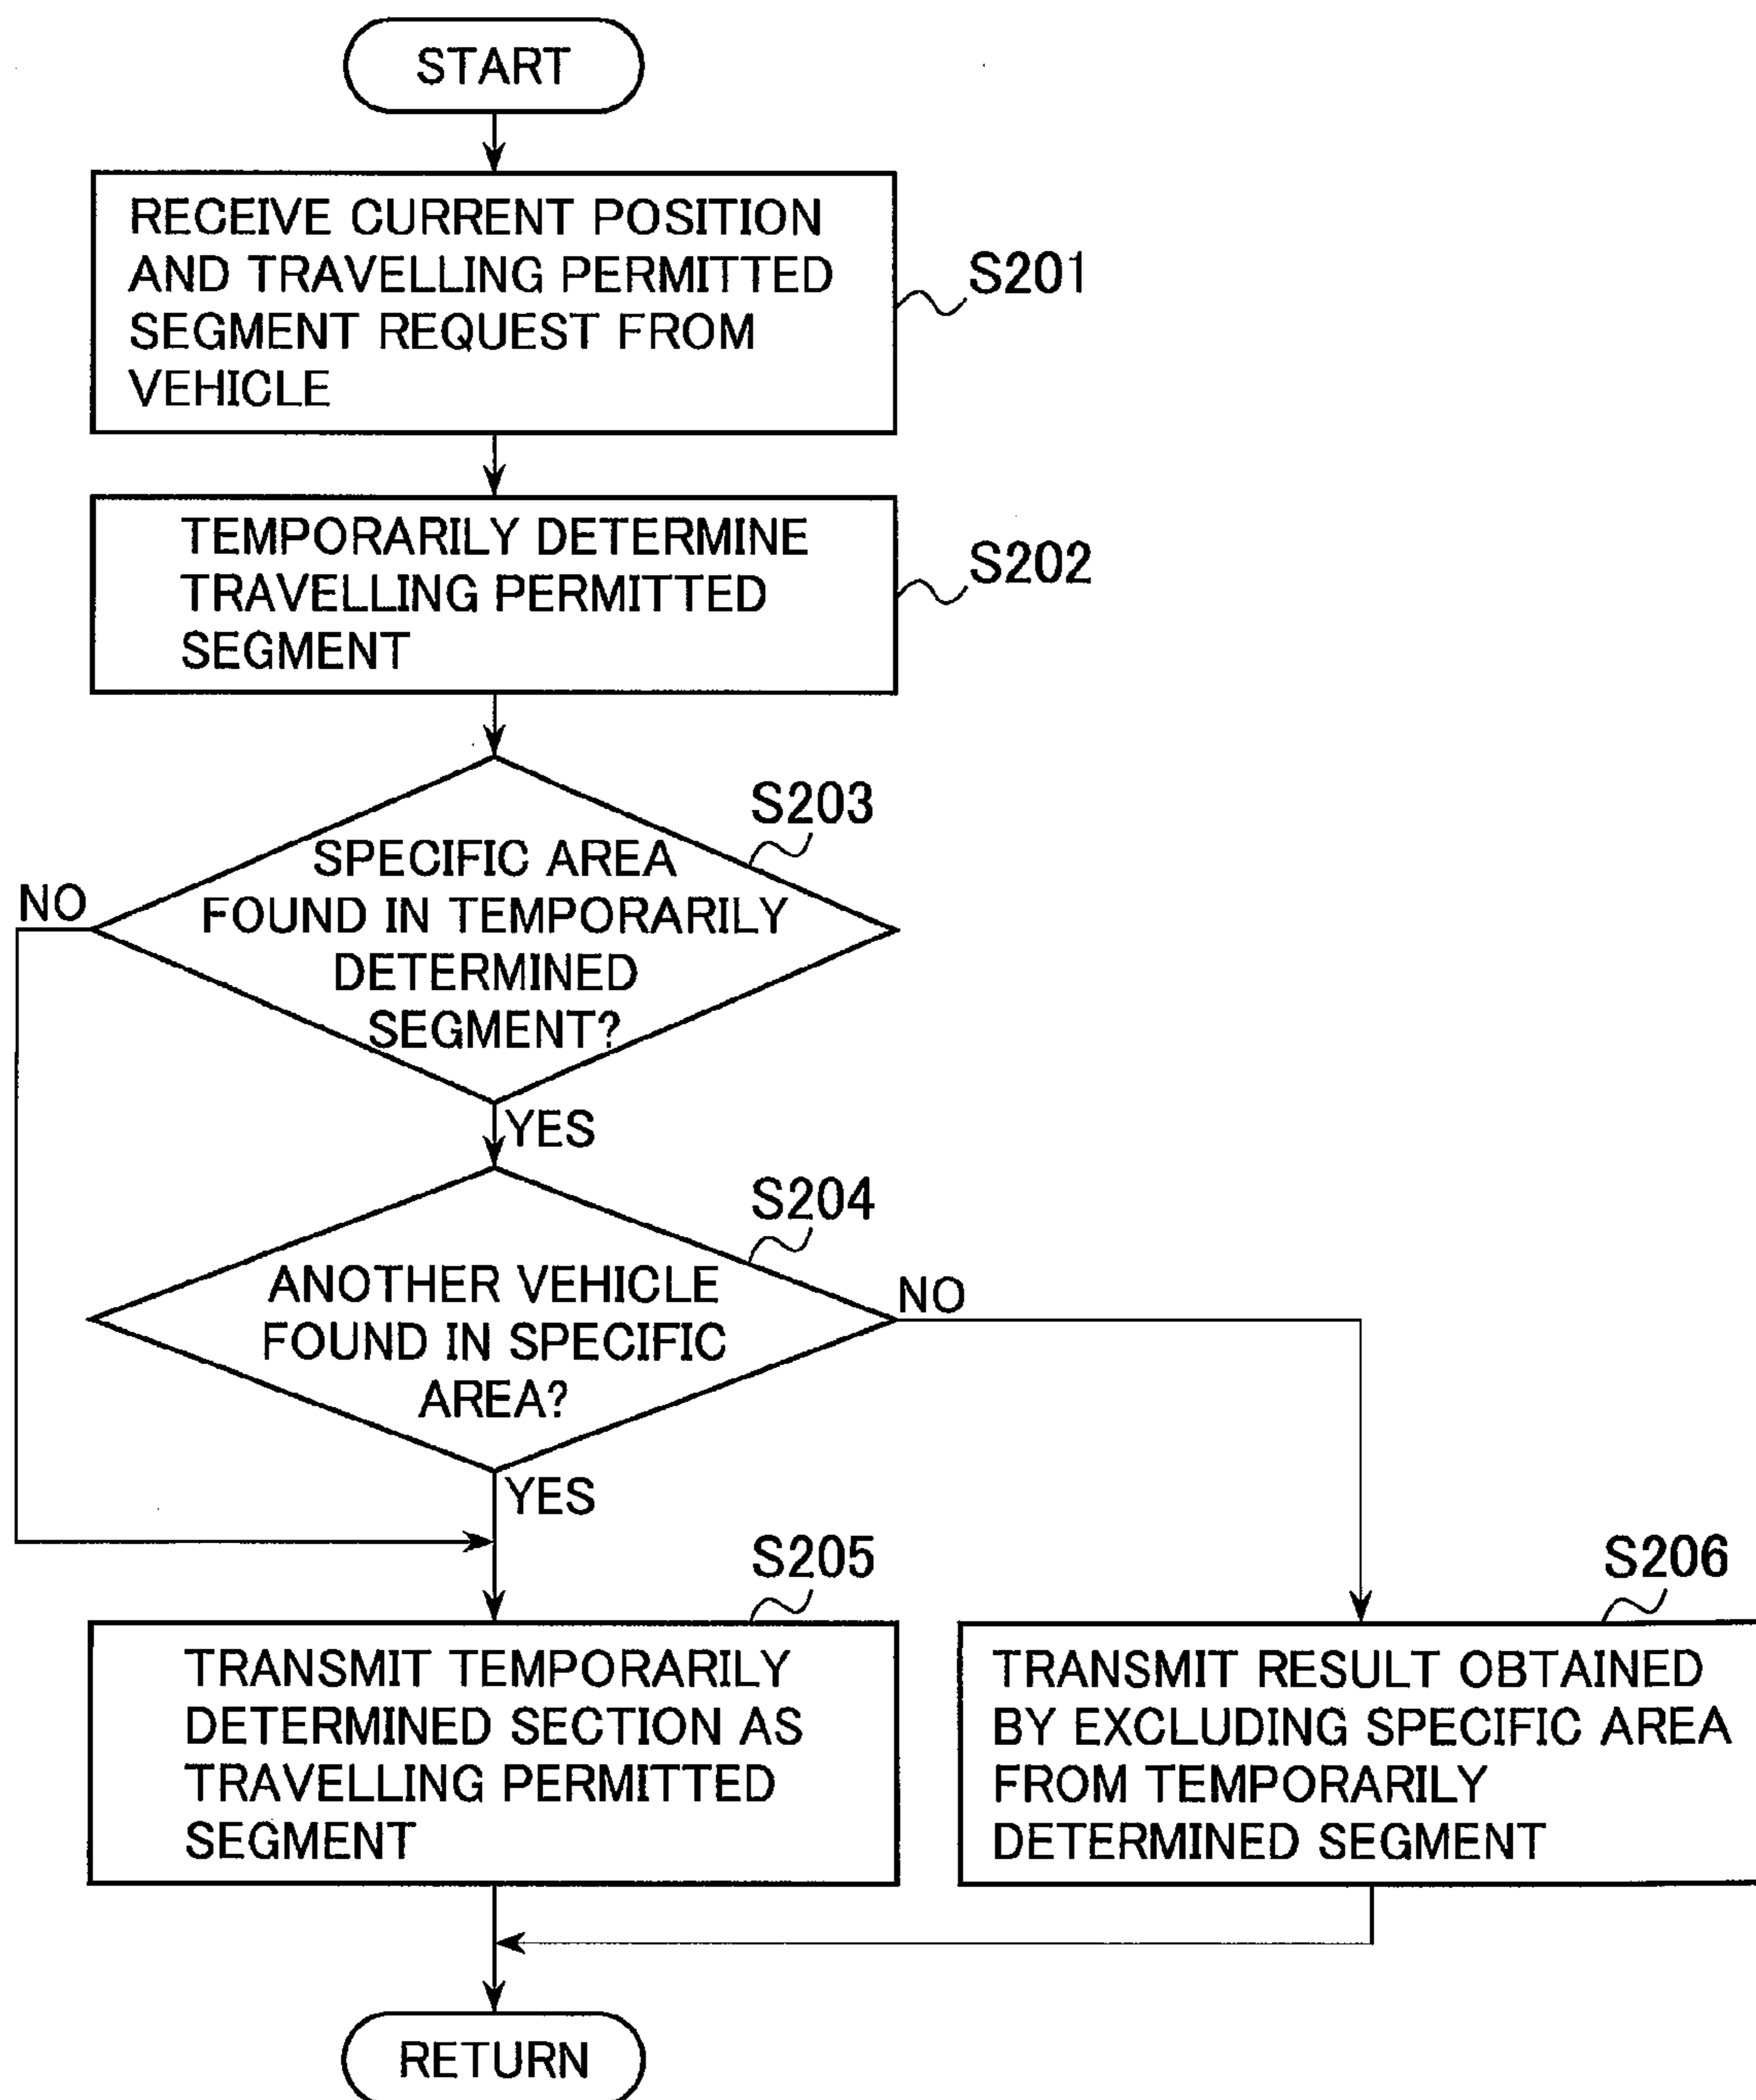 START
RECEIVE CURRENT POSITION
AND TRAVELLING PERMITTED
SEGMENT REQUEST FROM
VEHICLE
S201
TEMPORARILY DETERMINE
TRAVELLING PERMITTED
SEGMENT
S202
S203
SPECIFIC AREA
FOUND IN TEMPORARILY
DETERMINED
SEGMENT?
NO
YES
S204
ANOTHER VEHICLE
FOUND IN SPECIFIC
AREA?
NO
YES
S205
TRANSMIT TEMPORARILY
DETERMINED SECTION AS
TRAVELLING PERMITTED
SEGMENT
S206
TRANSMIT RESULT OBTAINED
BY EXCLUDING SPECIFIC AREA
FROM TEMPORARILY
DETERMINED SEGMENT
RETURN